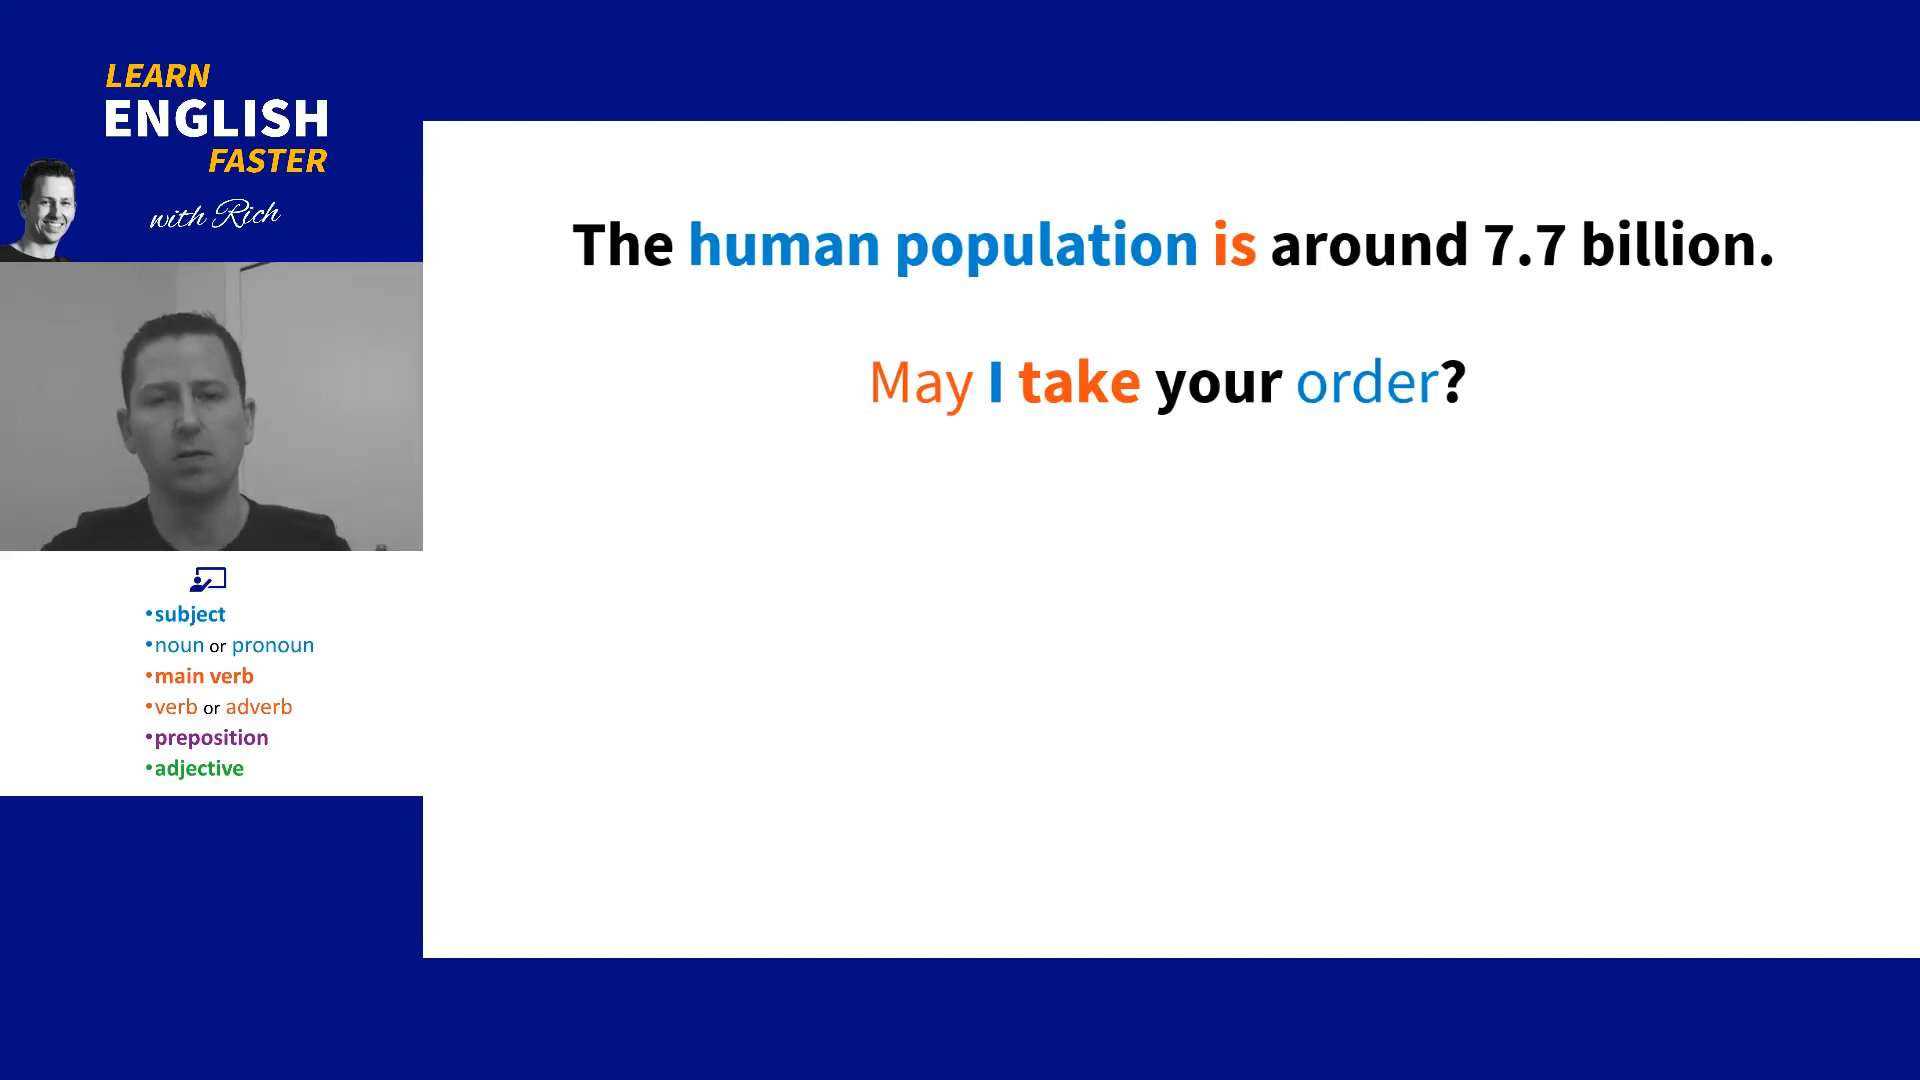 LEARN
ENGLISH
FASTER
with Rich
The human population is around 7.7 billion.
May I take your order?
•subject
•noun or pronoun
•main verb
•verb or adverb
•preposition
•adjective